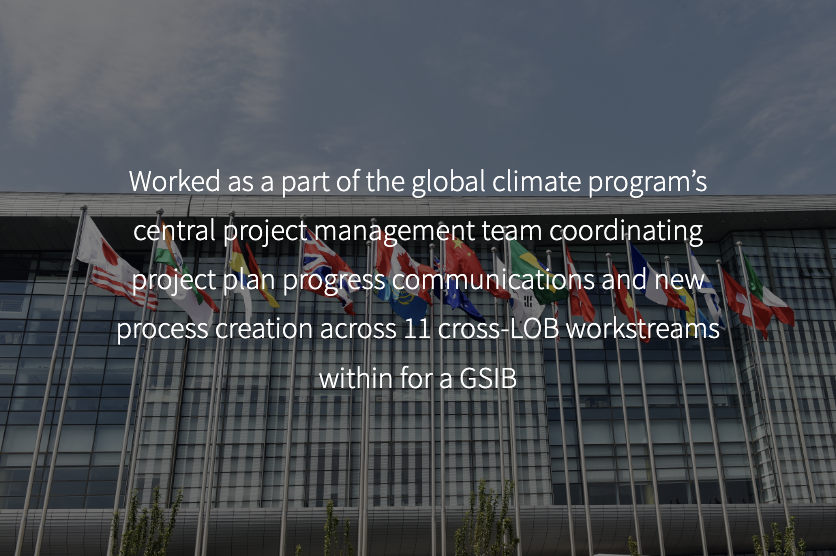 Worked as a part of the global climate program’s
central project management team coordinating
project plan progress communications and new
process creation across 11 cross-LOB workstreams
within for a GSIB